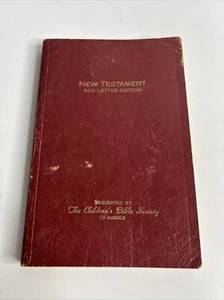 NEW TESTAMENT
RED LETTER EDITION
PRESENTED BY
The Children's Bible Society
OF AMERICA